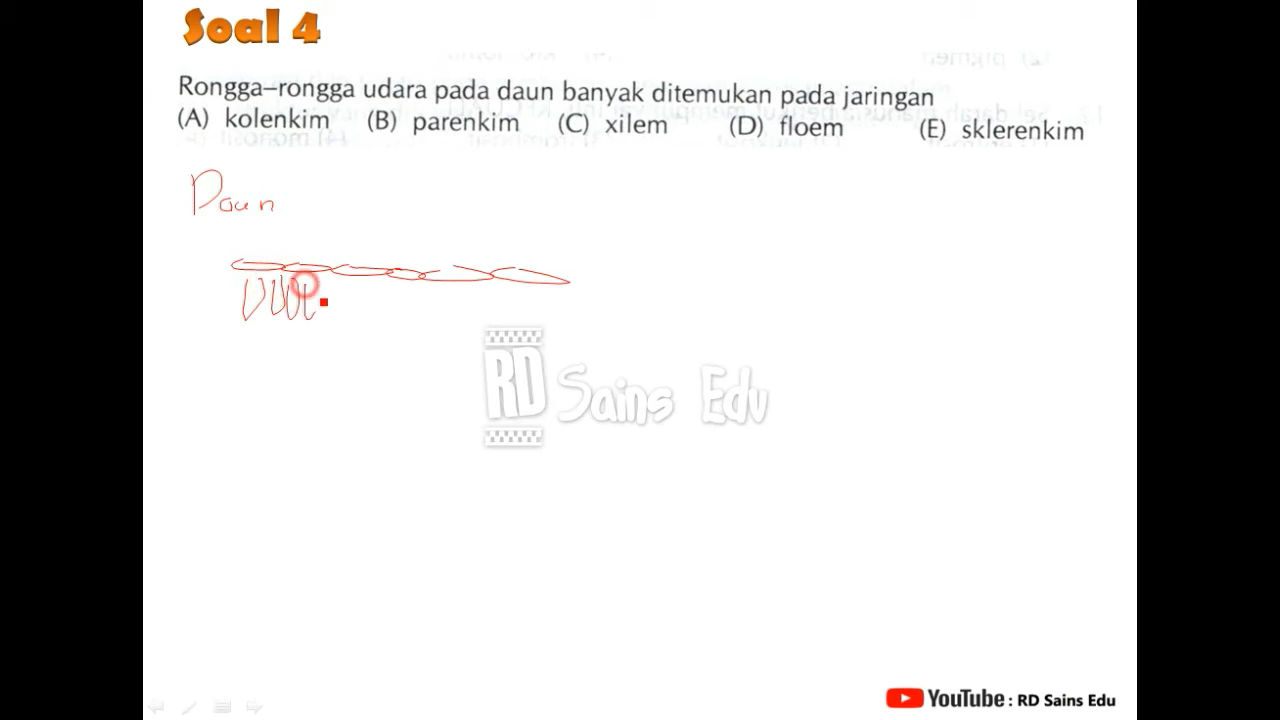 Soal 4
Rongga–rongga udara pada daun banyak ditemukan pada jaringan
(A) kolenkim (B) parenkim (C) xilem (D) floem (E) sklerenkim
Daun
RD Sains Edu
YouTube : RD Sains Edu